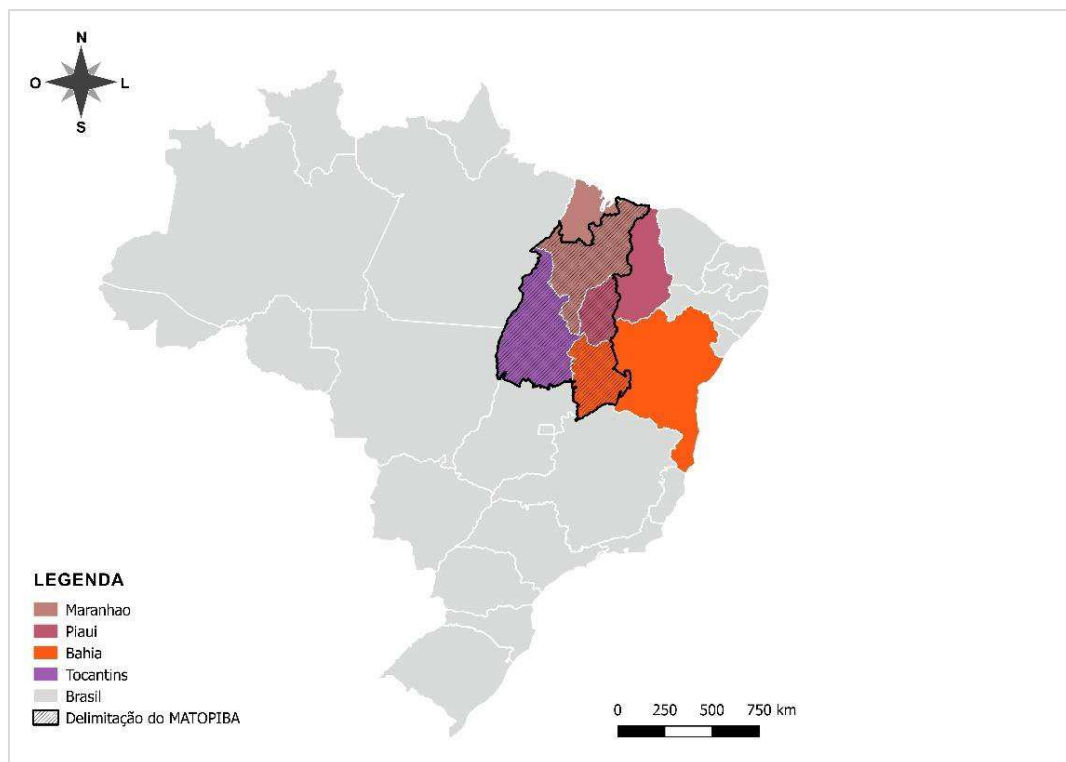 N
O L
S
LEGENDA
Maranhao
Piaui
Bahia
Tocantins
Brasil
Delimitação do MATOPIBA
0 250 500 750 km